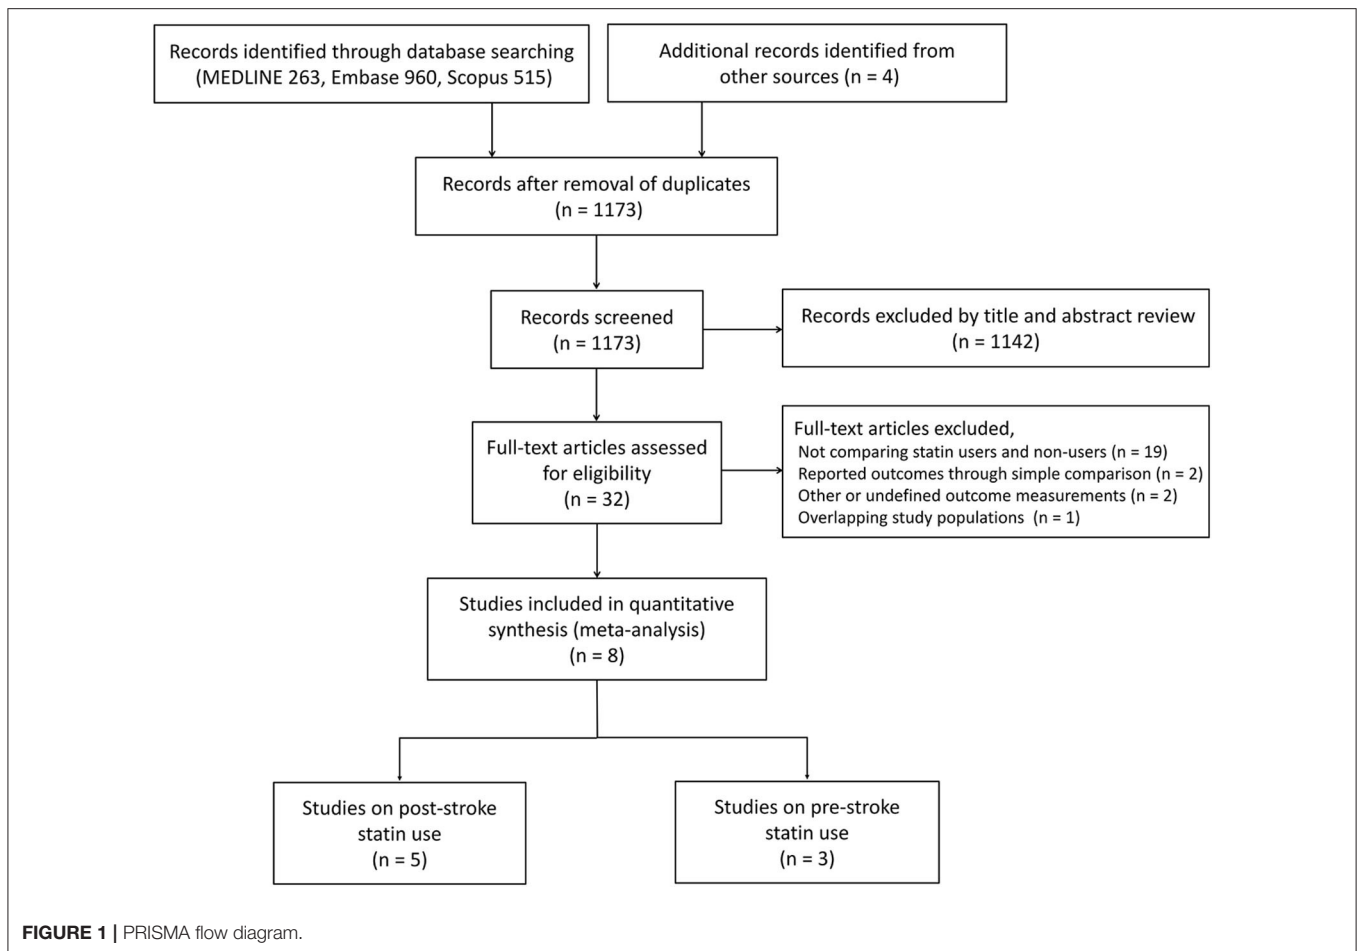 Records identified through database searching
(MEDLINE 263, Embase 960, Scopus 515)
Additional records identified from
other sources (n = 4)
Records after removal of duplicates
(n = 1173)
Records screened
(n = 1173)
Records excluded by title and abstract review
(n = 1142)
Full-text articles assessed
for eligibility
(n = 32)
Full-text articles excluded,
Not comparing statin users and non-users (n = 19)
Reported outcomes through simple comparison (n = 2)
Other or undefined outcome measurements (n = 2)
Overlapping study populations (n = 1)
Studies included in quantitative
synthesis (meta-analysis)
(n = 8)
Studies on post-stroke
statin use
(n = 5)
Studies on pre-stroke
statin use
(n = 3)
FIGURE 1 | PRISMA flow diagram.